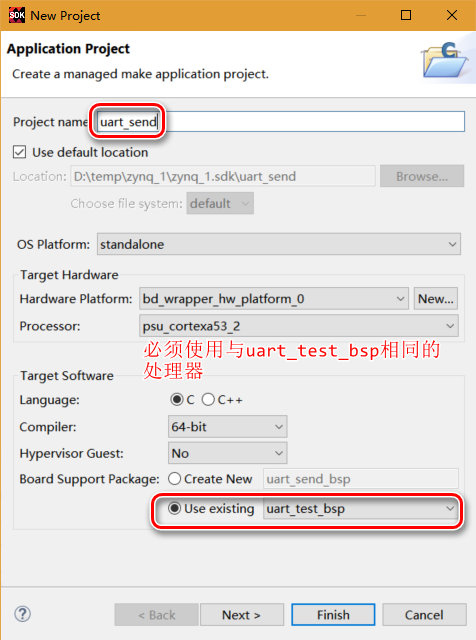 SDK New Project
Application Project
Create a managed make application project.
C
Project name: uart_send
Use default location
Location: D:\temp\zynq_1\zynq_1.sdk\uart_send Browse...
Choose file system: default
OS Platform: standalone
Target Hardware
Hardware Platform: bd_wrapper_hw_platform_0 New...
Processor: psu_cortexa53_2
必须使用与uart_test_bsp相同的
处理器
Target Software
Language: C C++
Compiler: 64-bit
Hypervisor Guest: No
Board Support Package: Create New uart_send_bsp
Use existing uart_test_bsp
? < Back Next > Finish Cancel